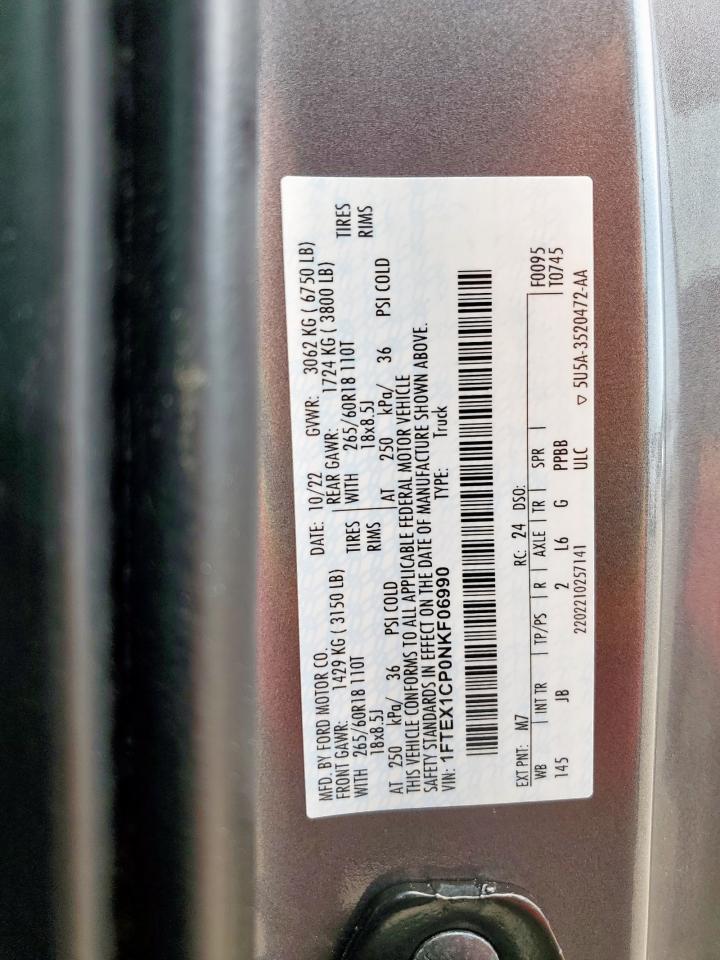 MFD. BY FORD MOTOR CO. DATE: 10/22 GVWR: 3062 KG ( 6750 LB)
FRONT GAWR: 1429 KG ( 3150 LB) REAR GAWR: 1724 KG ( 3800 LB)
WITH 265/60R18 110T TIRES WITH 265/60R18 110T TIRES
18x8.5J RIMS 18x8.5J RIMS
AT 250 kPa/ 36 PSI COLD AT 250 kPa/ 36 PSI COLD
THIS VEHICLE CONFORMS TO ALL APPLICABLE FEDERAL MOTOR VEHICLE
SAFETY STANDARDS IN EFFECT ON THE DATE OF MANUFACTURE SHOWN ABOVE.
VIN: 1FTEX1CP0NKF06990 TYPE: Truck
EXT PNT: M7 RC: 24 DSO: F0095
WB INT TR TP/PS R AXLE TR SPR T0745
145 JB 2 L6 G PPBB
2202210257141 ULC ▽ 5U5A-3520472-AA